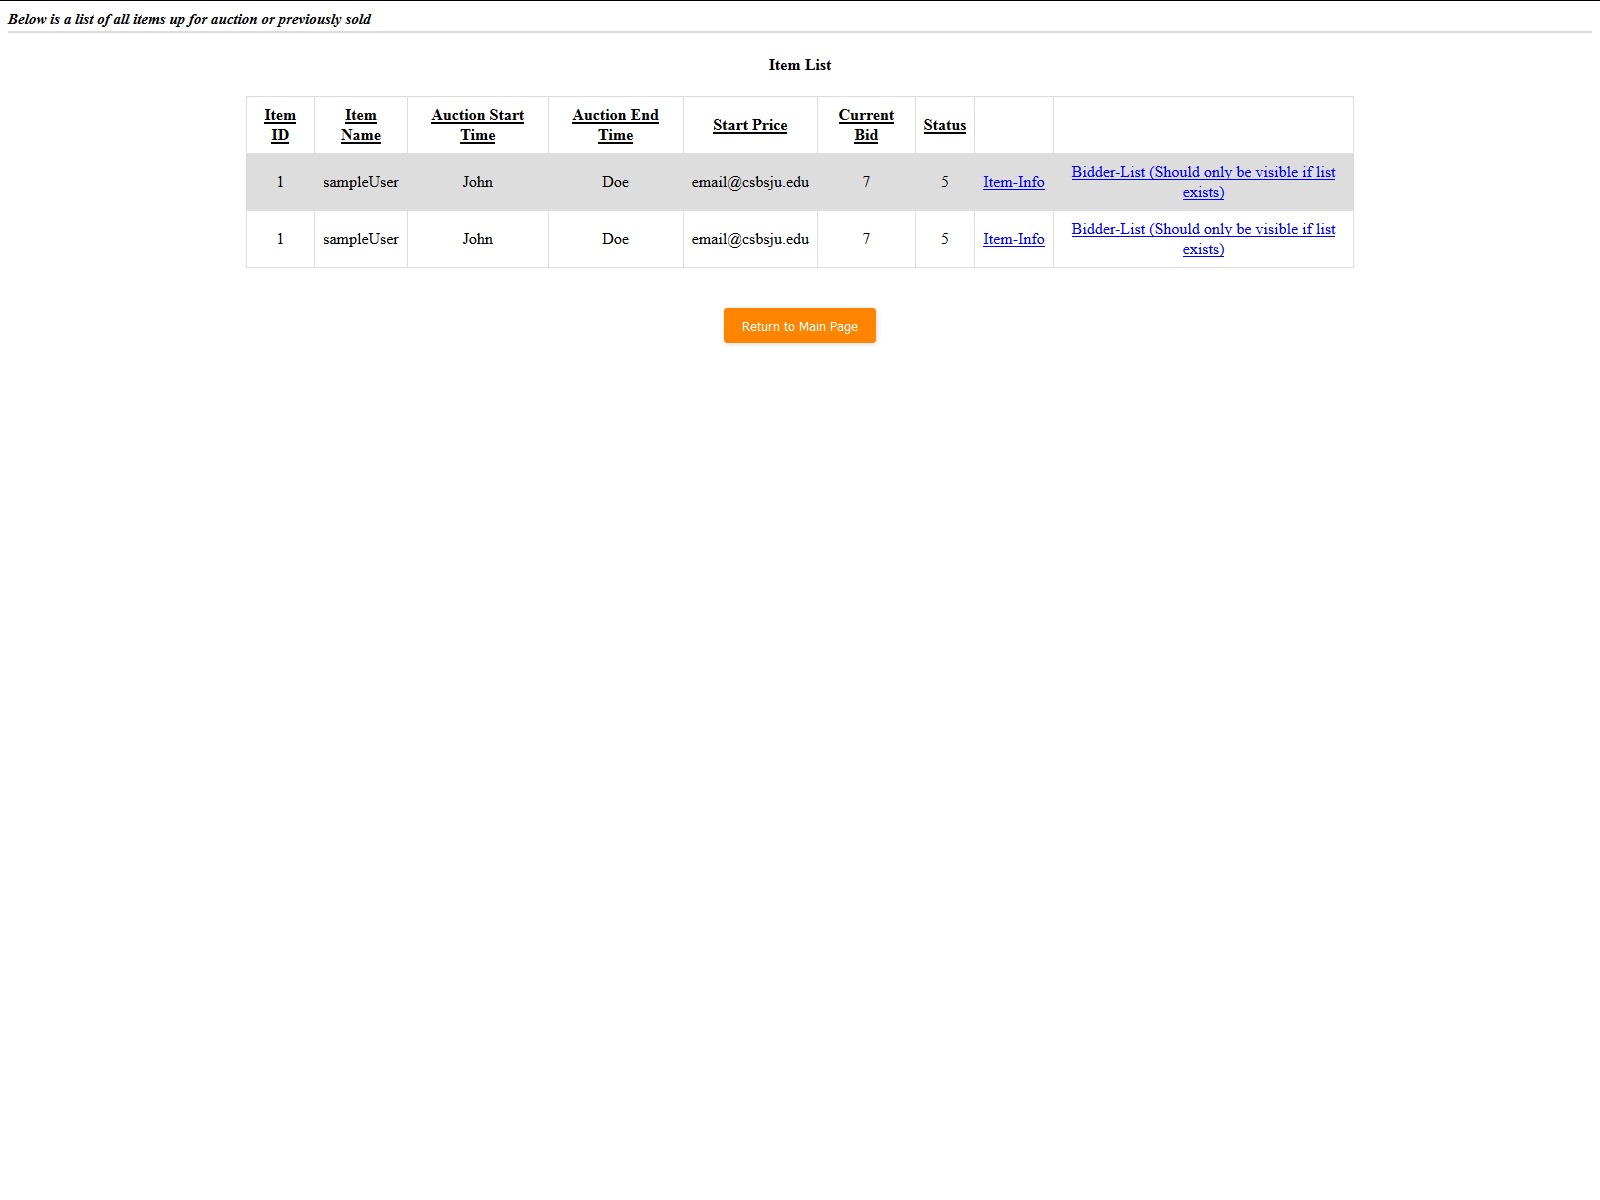 Below is a list of all items up for auction or previously sold
Item List
Item ID	Item Name	Auction Start Time	Auction End Time	Start Price	Current Bid	Status
1	sampleUser	John	Doe	email@csbsju.edu	7	5	Item-Info	Bidder-List (Should only be visible if list exists)
1	sampleUser	John	Doe	email@csbsju.edu	7	5	Item-Info	Bidder-List (Should only be visible if list exists)
Return to Main Page